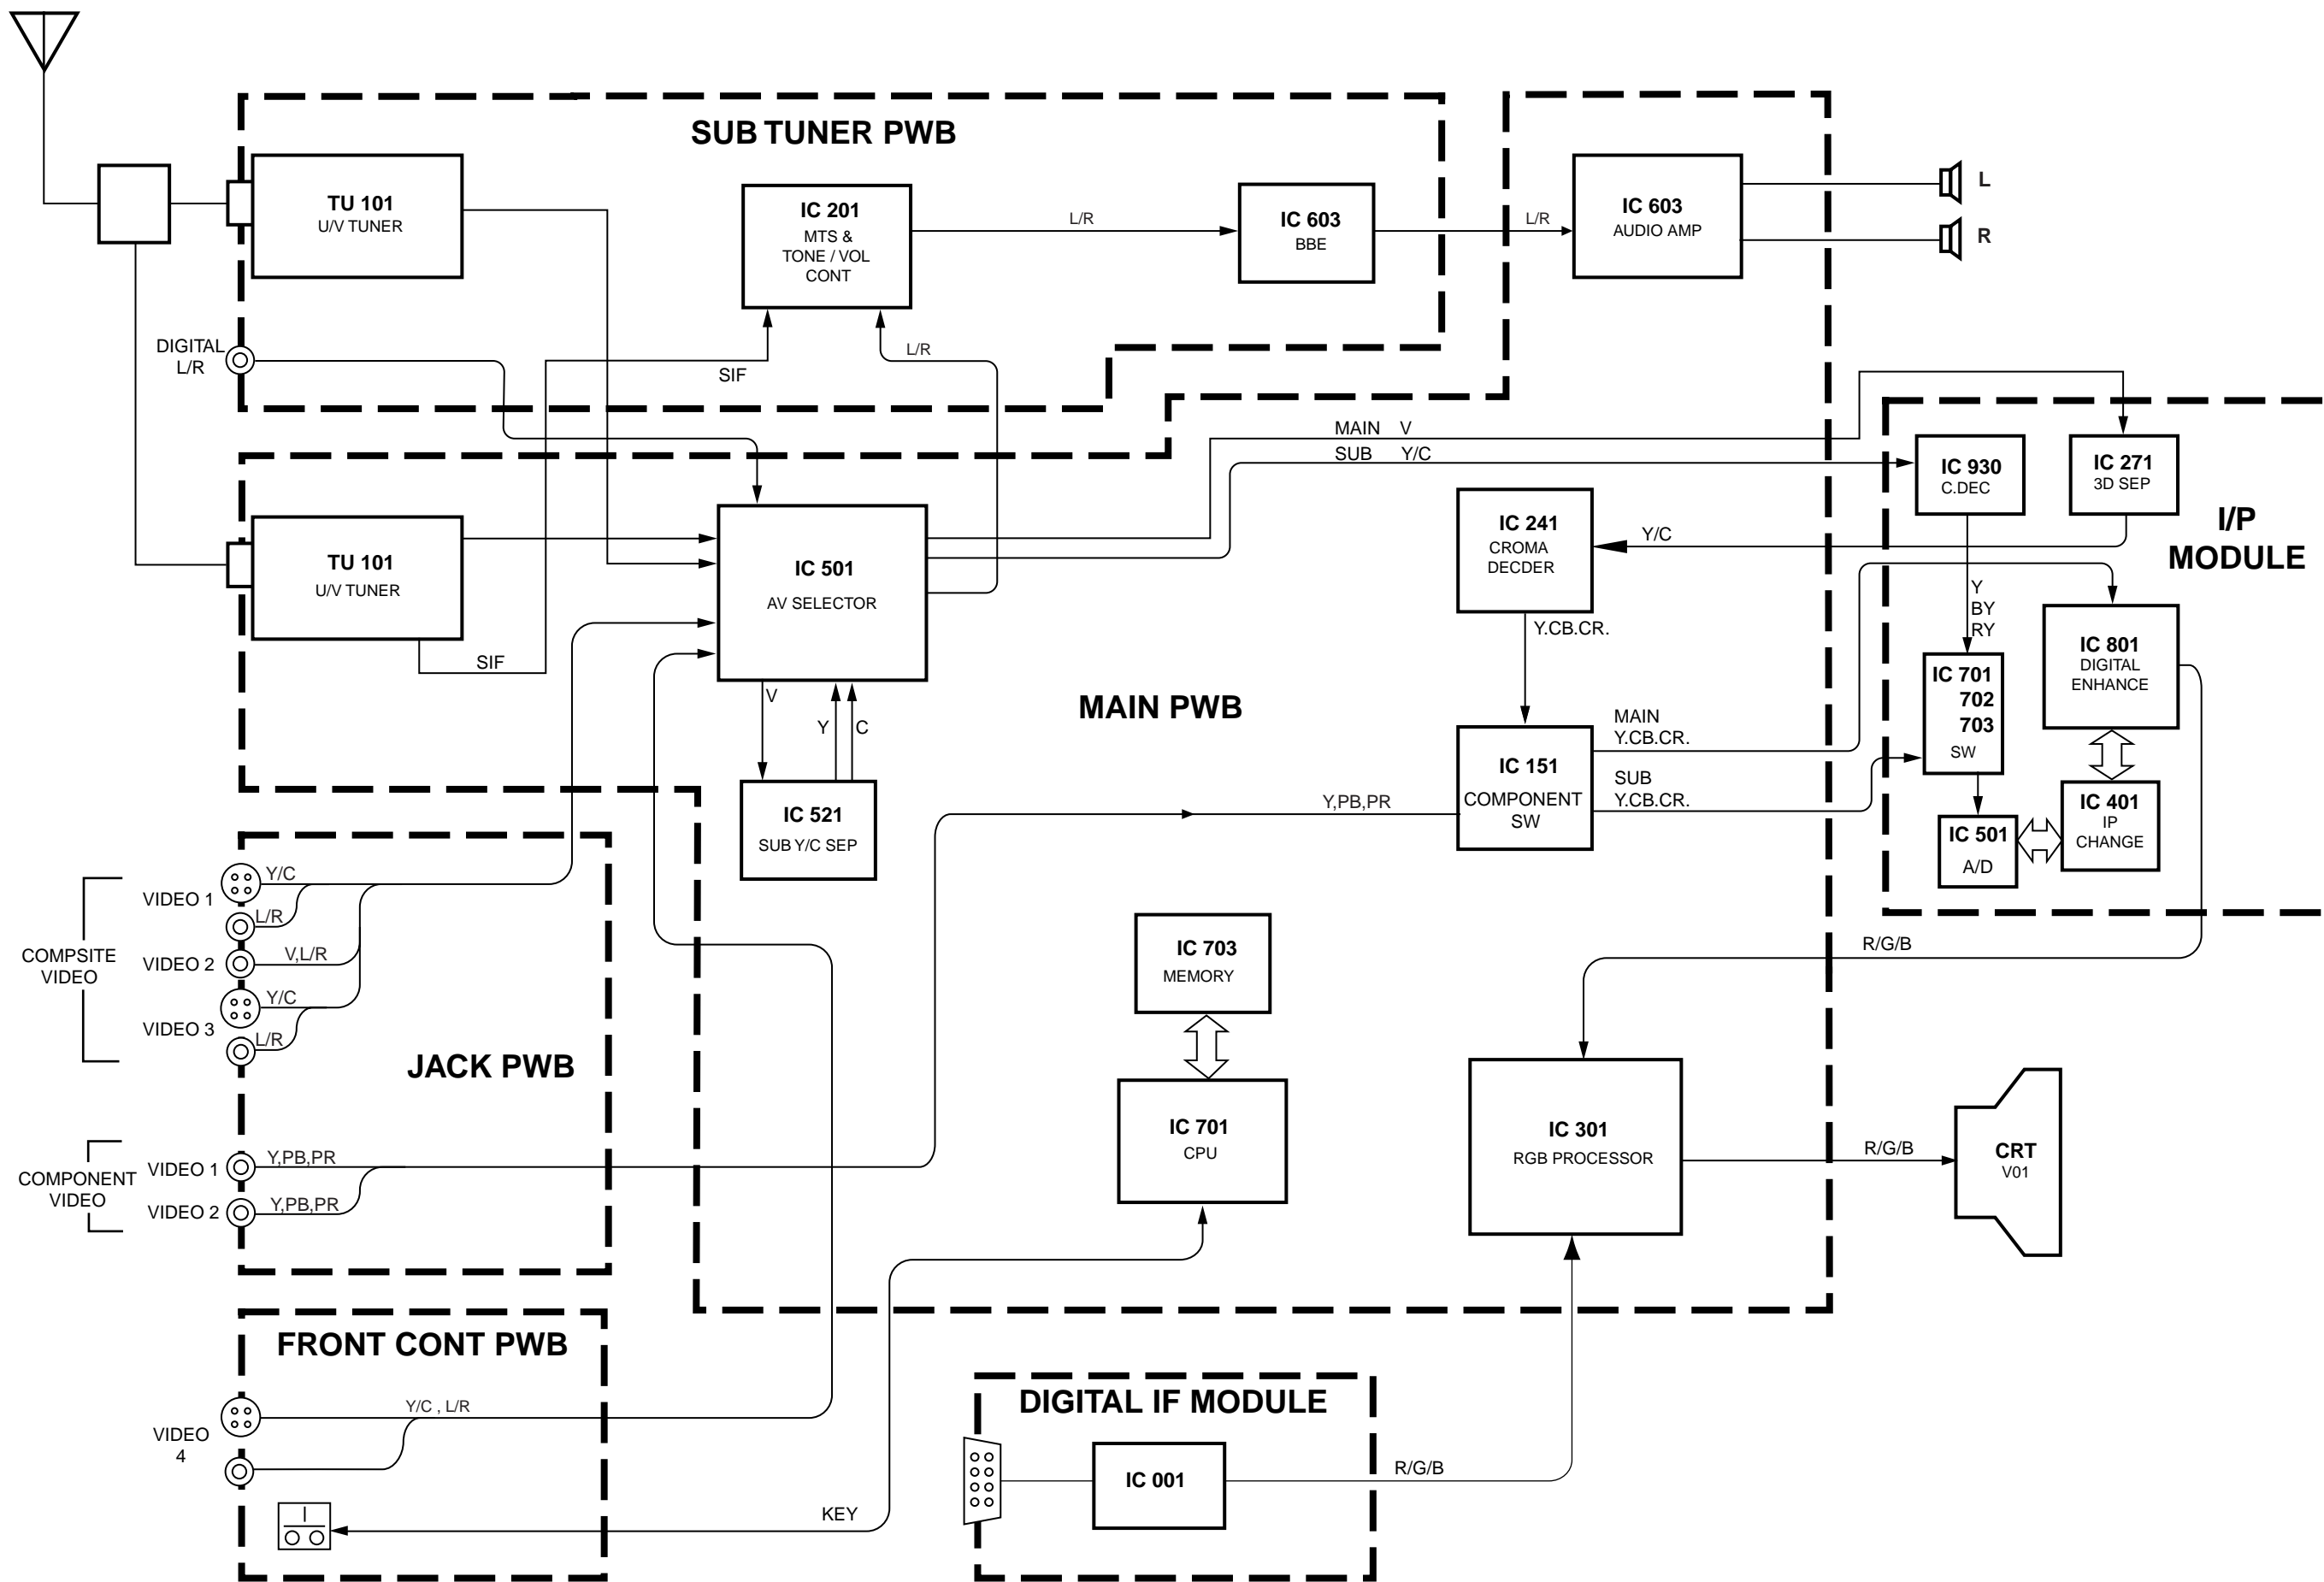 SUB TUNER PWB
TU 101
U/V TUNER
IC 201
MTS &
TONE / VOL
CONT
L/R
IC 603
BBE
L/R
IC 603
AUDIO AMP
L
R
DIGITAL
L/R
SIF
L/R
MAIN V
SUB Y/C
IC 930
C.DEC
IC 271
3D SEP
I/P
MODULE
TU 101
U/V TUNER
SIF
IC 501
AV SELECTOR
IC 241
CROMA
DECDER
Y/C
Y.CB.CR.
Y
BY
RY
IC 801
DIGITAL
ENHANCE
IC 701
702
703
SW
V
Y
C
MAIN PWB
IC 151
COMPONENT
SW
MAIN
Y.CB.CR.
SUB
Y.CB.CR.
IC 521
SUB Y/C SEP
Y,PB,PR
IC 401
IP
CHANGE
IC 501
A/D
COMPSITE
VIDEO
VIDEO 1
Y/C
L/R
VIDEO 2
V,L/R
VIDEO 3
Y/C
L/R
JACK PWB
IC 703
MEMORY
R/G/B
IC 701
CPU
IC 301
RGB PROCESSOR
R/G/B
CRT
V01
COMPONENT
VIDEO
VIDEO 1
Y,PB,PR
VIDEO 2
Y,PB,PR
FRONT CONT PWB
VIDEO
4
Y/C , L/R
KEY
DIGITAL IF MODULE
IC 001
R/G/B